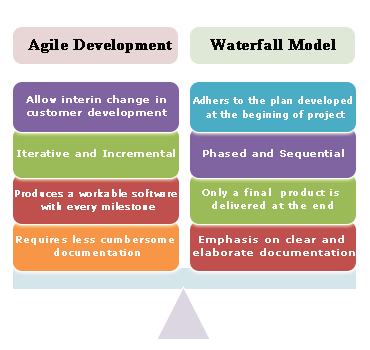 Agile Development
Waterfall Model
Allow interin change in
customer development
Adhers to the plan developed
at the begining of project
Iterative and Incremental
Phased and Sequential
Produces a workable software
with every milestone
Only a final product is
delivered at the end
Requires less cumbersome
documentation
Emphasis on clear and
elaborate documentation